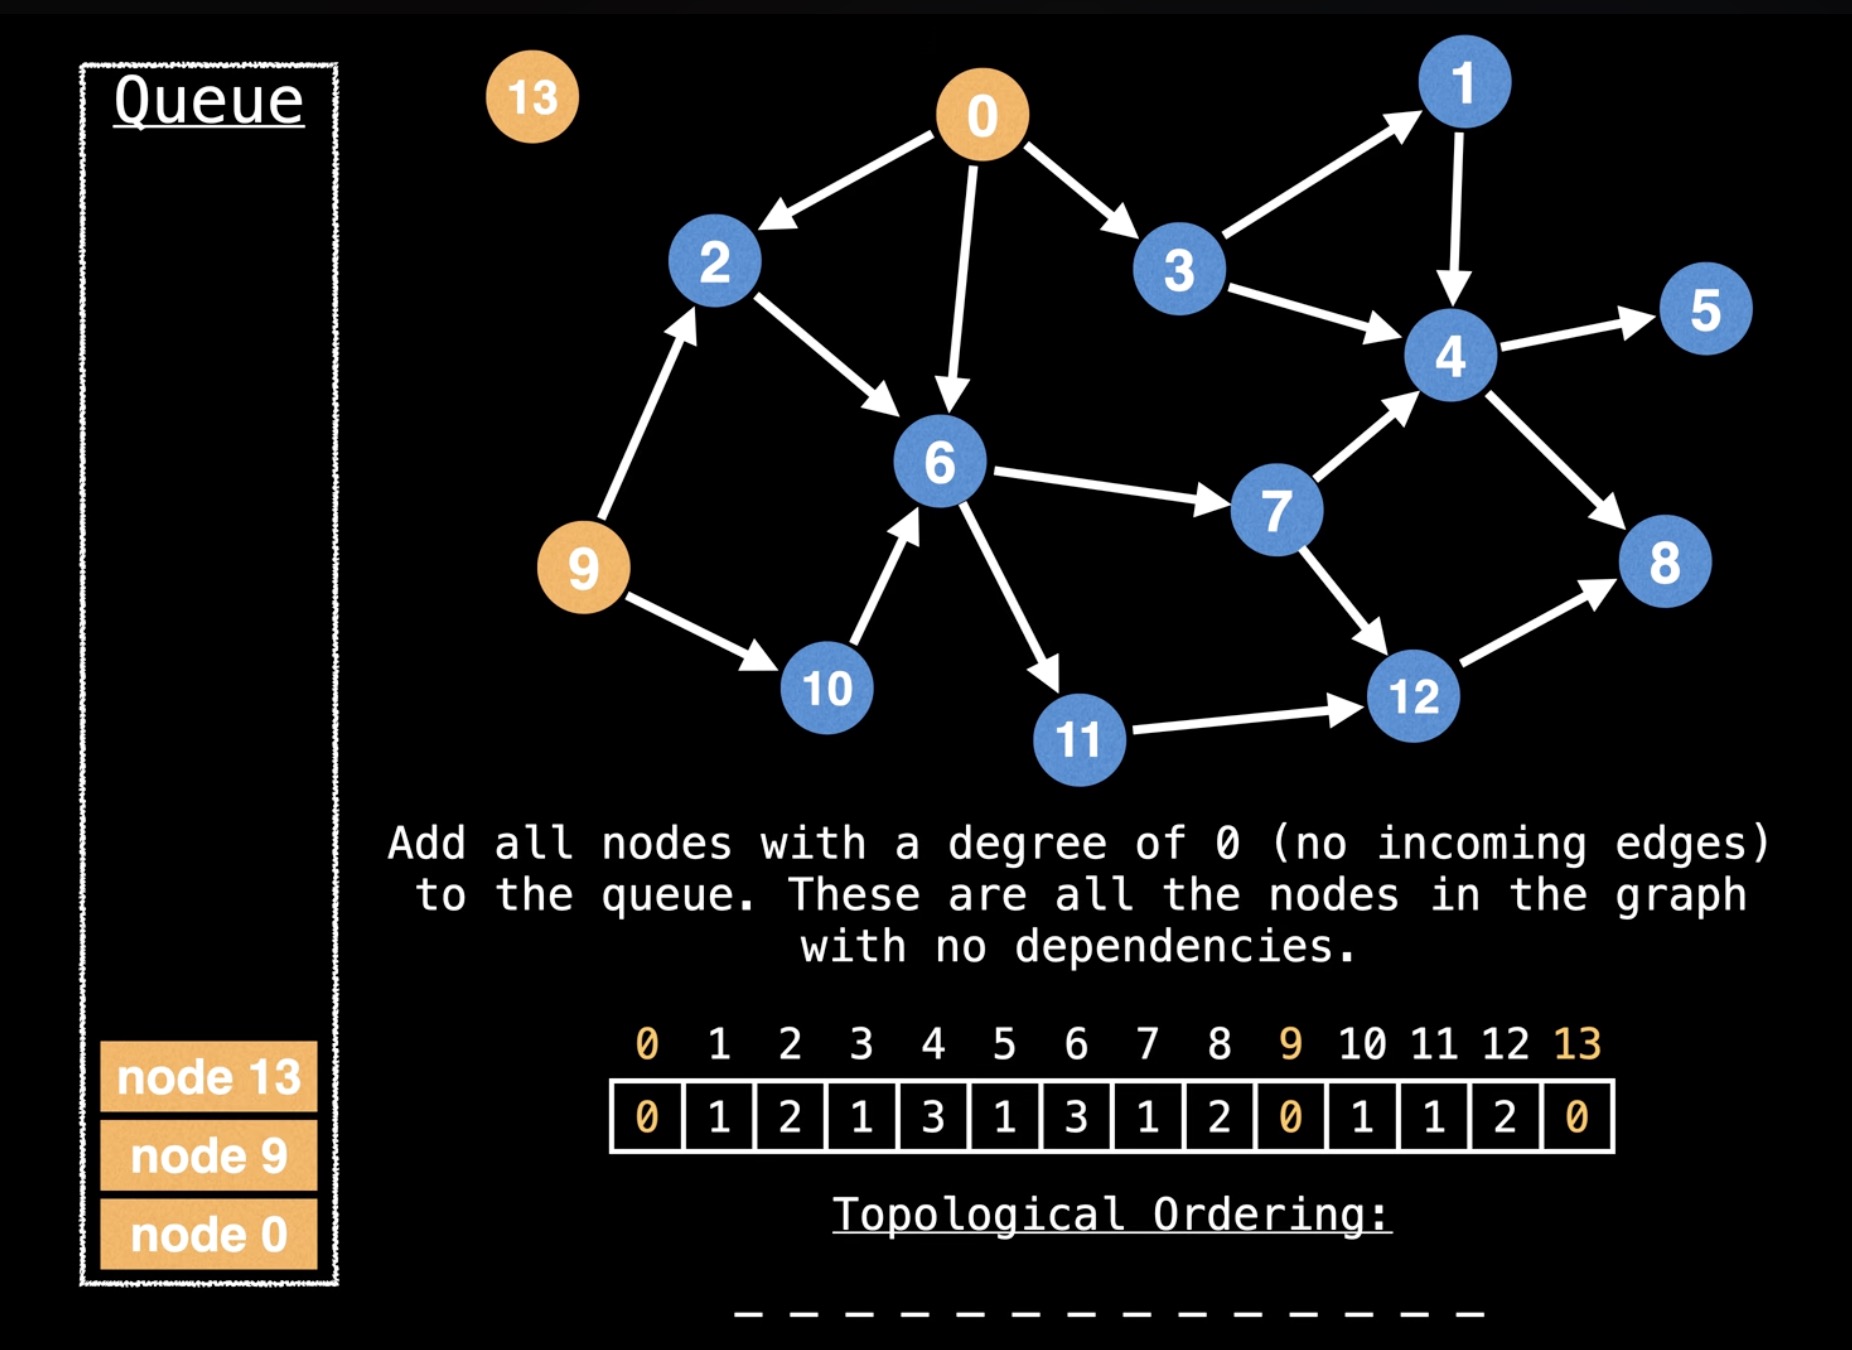 Queue
13
0
1
2
3
5
4
6
7
9
8
10
12
11
Add all nodes with a degree of 0 (no incoming edges)
to the queue. These are all the nodes in the graph
with no dependencies.
node 13
node 9
node 0
0 1 2 3 4 5 6 7 8 9 10 11 12 13
0 1 2 1 3 1 3 1 2 0 1 1 2 0
Topological Ordering:
_ _ _ _ _ _ _ _ _ _ _ _ _ _